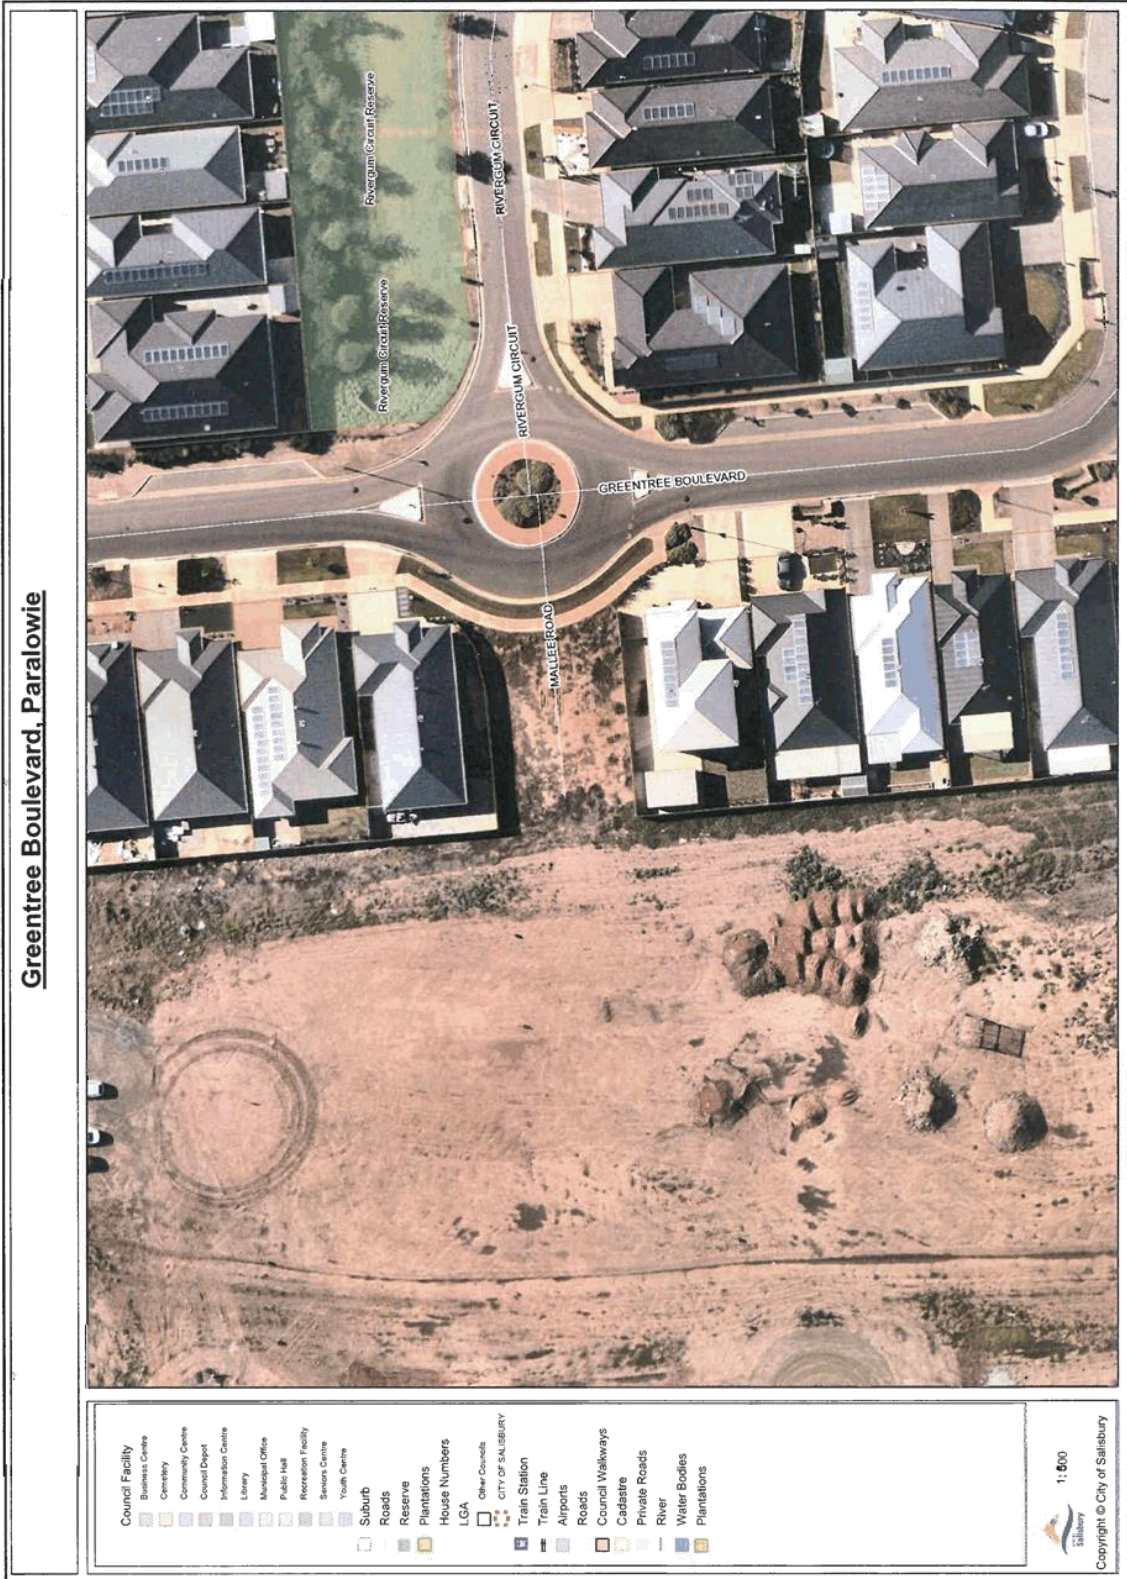 Greentree Boulevard, Paralowie
Rivergum Circuit Reserve
Rivergum Circuit Reserve
RIVERGUM CIRCUIT
RIVERGUM CIRCUIT
GREENTREE BOULEVARD
MALLEE ROAD
Council Facility
Business Centre
Cemetery
Community Centre
Council Depot
Information Centre
Library
Municipal Office
Public Hall
Recreation Facility
Seniors Centre
Youth Centre
Suburb
Roads
Reserve
Plantations
House Numbers
LGA
Other Councils
CITY OF SALISBURY
Train Station
Train Line
Airports
Roads
Council Walkways
Cadastre
Private Roads
River
Water Bodies
Plantations
Salisbury
1: 500
Copyright © City of Salisbury